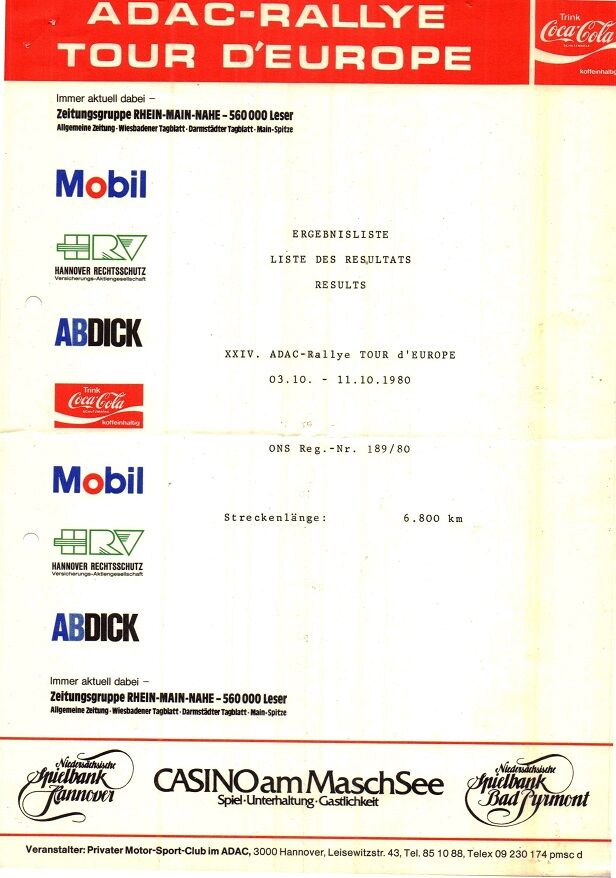 ADAC-RALLYE
TOUR D'EUROPE
Trink
Coca-Cola
koffeinhaltig
Immer aktuell dabei –
Zeitungsgruppe RHEIN-MAIN-NAHE – 560 000 Leser
Allgemeine Zeitung · Wiesbadener Tagblatt · Darmstädter Tagblatt · Main-Spitze
Mobil
HRV
HANNOVER RECHTSSCHUTZ
Versicherungs-Aktiengesellschaft
ERGEBNISLISTE
LISTE DES RESULTATS
RESULTS
ABDICK
XXIV. ADAC-Rallye TOUR d'EUROPE
03.10. - 11.10.1980
Trink
Coca-Cola
koffeinhaltig
ONS Reg.-Nr. 189/80
Mobil
Streckenlänge: 6.800 km
HRV
HANNOVER RECHTSSCHUTZ
Versicherungs-Aktiengesellschaft
ABDICK
Immer aktuell dabei –
Zeitungsgruppe RHEIN-MAIN-NAHE – 560 000 Leser
Allgemeine Zeitung · Wiesbadener Tagblatt · Darmstädter Tagblatt · Main-Spitze
Niedersächsische
Spielbank
Hannover
CASINO am MaschSee
Spiel · Unterhaltung · Gastlichkeit
Niedersächsische
Spielbank
Bad Pyrmont
Veranstalter: Privater Motor-Sport-Club im ADAC, 3000 Hannover, Leisewitzstr. 43, Tel. 85 10 88, Telex 09 230 174 pmsc d